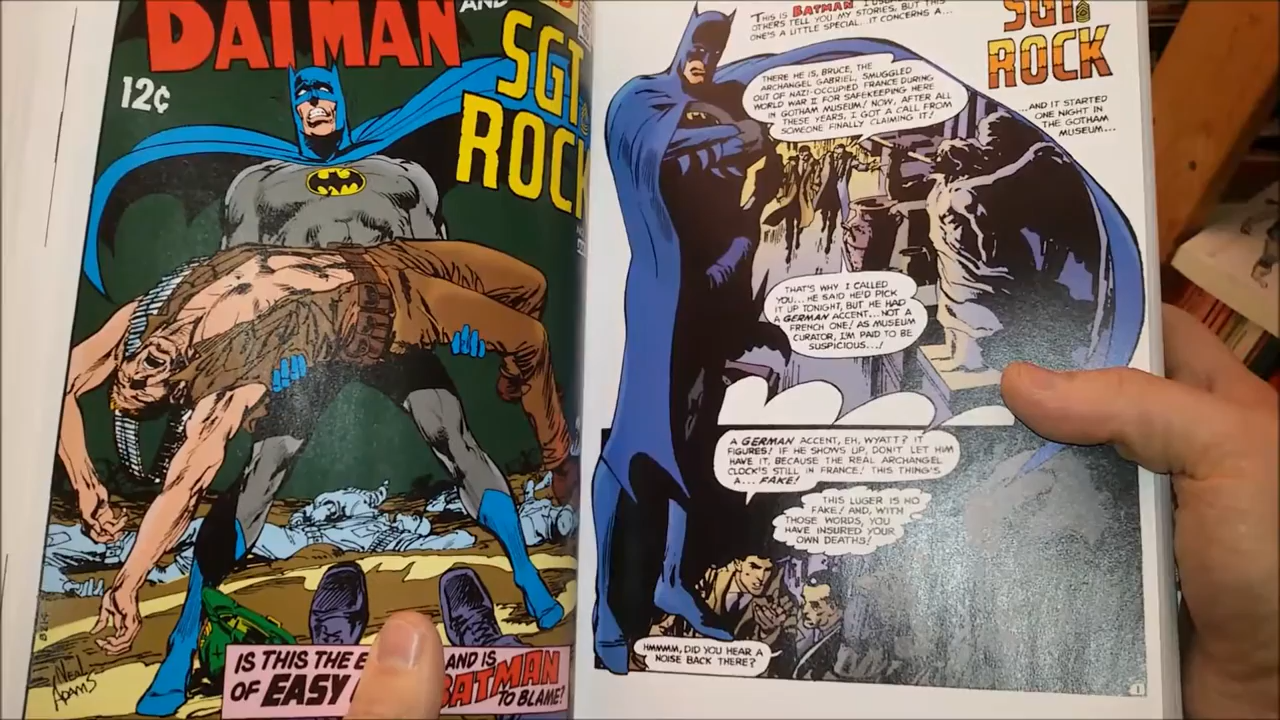 BATMAN
AND
SGT.
ROCK
12¢
NEAL
ADAMS
IS THIS THE E
AND IS
OF EASY
BATMAN
TO BLAME?
THIS IS BATMAN. I
OTHERS TELL YOU MY STORIES, BUT THIS
ONE'S A LITTLE SPECIAL. IT CONCERNS A...
SGT.
ROCK
THERE HE IS, BRUCE, THE
ARCHANGEL GABRIEL, SMUGGLED
OUT OF NAZI-OCCUPIED FRANCE DURING
WORLD WAR II FOR SAFEKEEPING HERE
IN GOTHAM MUSEUM! NOW, AFTER ALL
THESE YEARS, I GOT A CALL FROM
SOMEONE FINALLY CLAIMING IT!
...AND IT STARTED
ONE NIGHT IN
THE GOTHAM
MUSEUM...
THAT'S WHY I CALLED
YOU... HE SAID HE'D PICK
IT UP TONIGHT, BUT HE HAD
A GERMAN ACCENT... NOT A
FRENCH ONE! AS MUSEUM
CURATOR, I'M PAID TO BE
SUSPICIOUS...!
A GERMAN ACCENT, EH, WYATT? IT
FIGURES! IF HE SHOWS UP, DON'T LET HIM
HAVE IT, BECAUSE THE REAL ARCHANGEL
CLOCK'S STILL IN FRANCE! THIS THING'S
A... FAKE!
THIS LUGER IS NO
FAKE! AND, WITH
THOSE WORDS, YOU
HAVE INSURED YOUR
OWN DEATHS!
HMMMM, DID YOU HEAR A
NOISE BACK THERE?
1